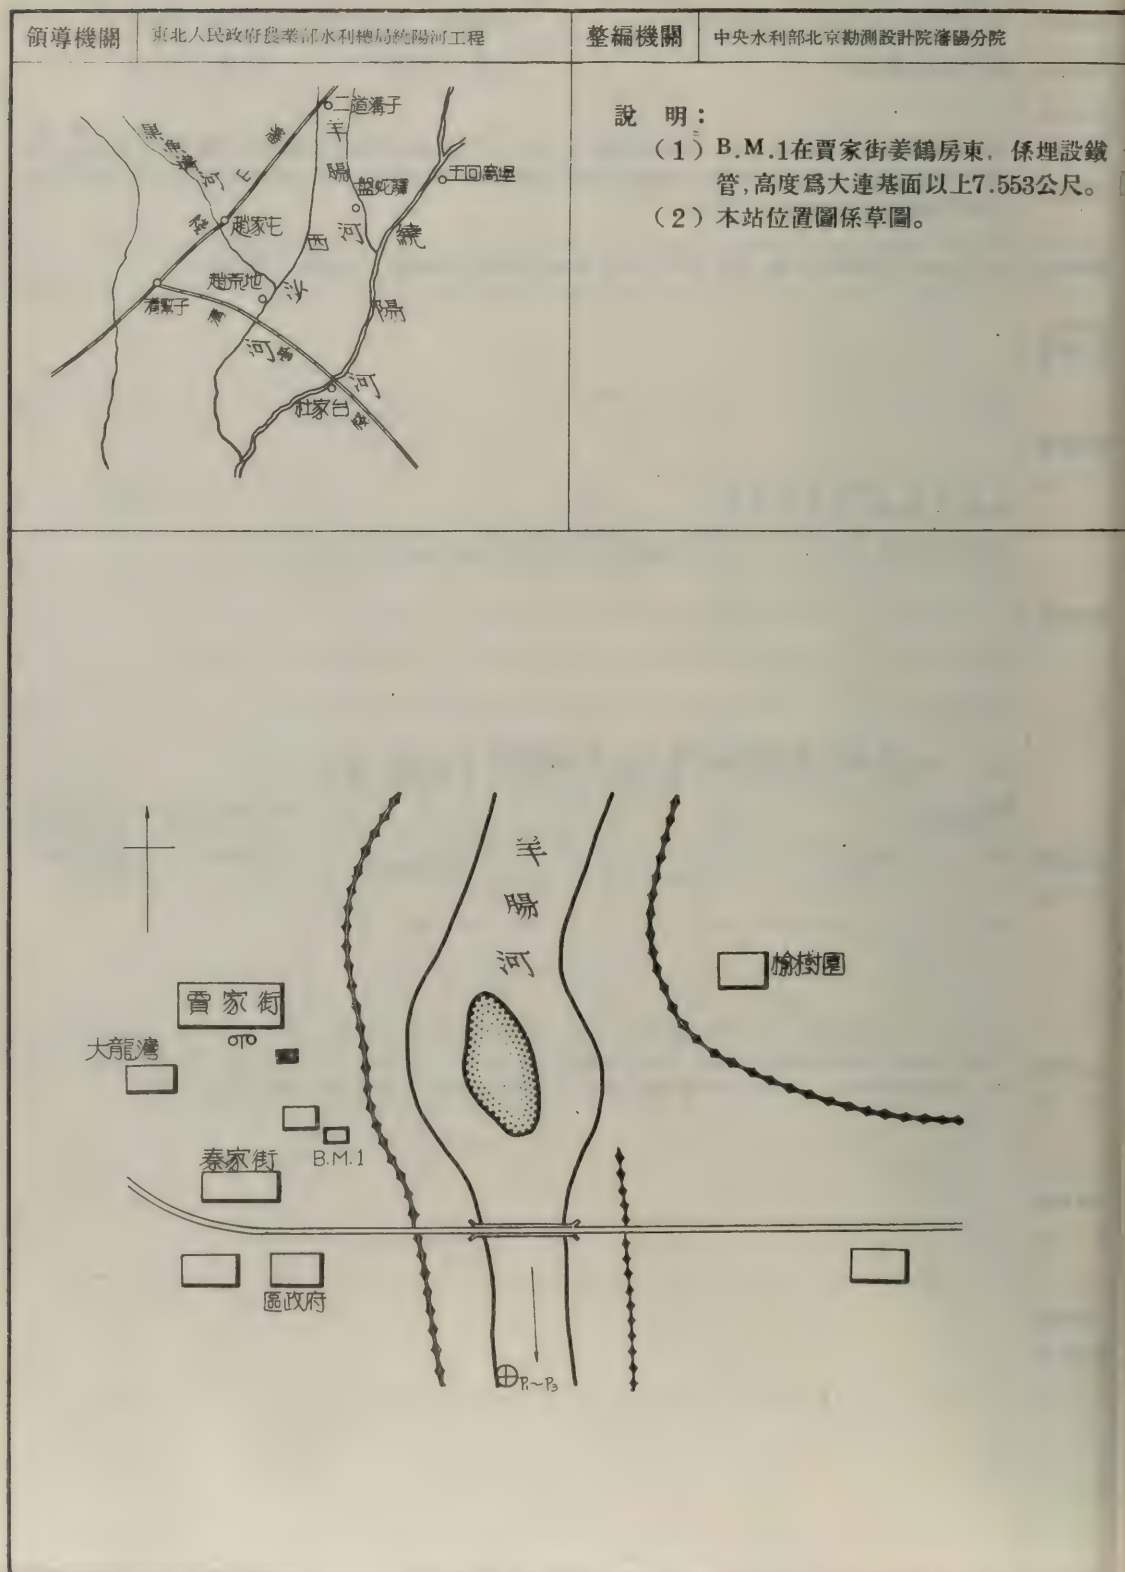 領導機關
東北人民政府農業部水利總局繞陽河工程
整編機關
中央水利部北京勘測設計院瀋陽分院
說 明：
（1）B.M.1在賈家街姜鶴房東，係埋設鐵
管，高度爲大連基面以上7.553公尺。
（2）本站位置圖係草圖。
二道溝子
羊腸河
盤蛇驛
繞陽河
趙家屯
趙荒地
西沙河
溝幫子
杜家台
羊腸河
榆樹園
賈家街
大龍灣
B.M.1
秦家街
區政府
P₁～P₃